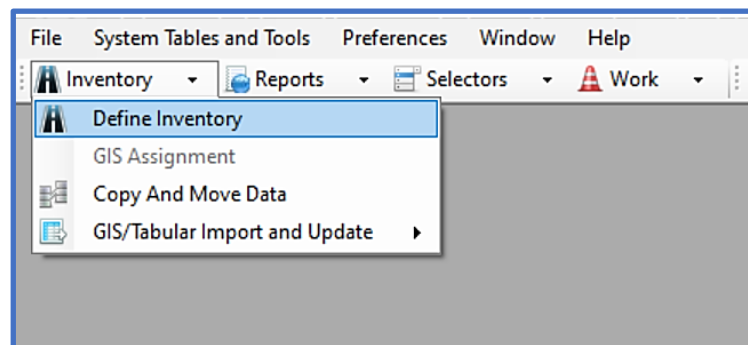 File System Tables and Tools Preferences Window Help
Inventory Reports Selectors Work
Define Inventory
GIS Assignment
Copy And Move Data
GIS/Tabular Import and Update